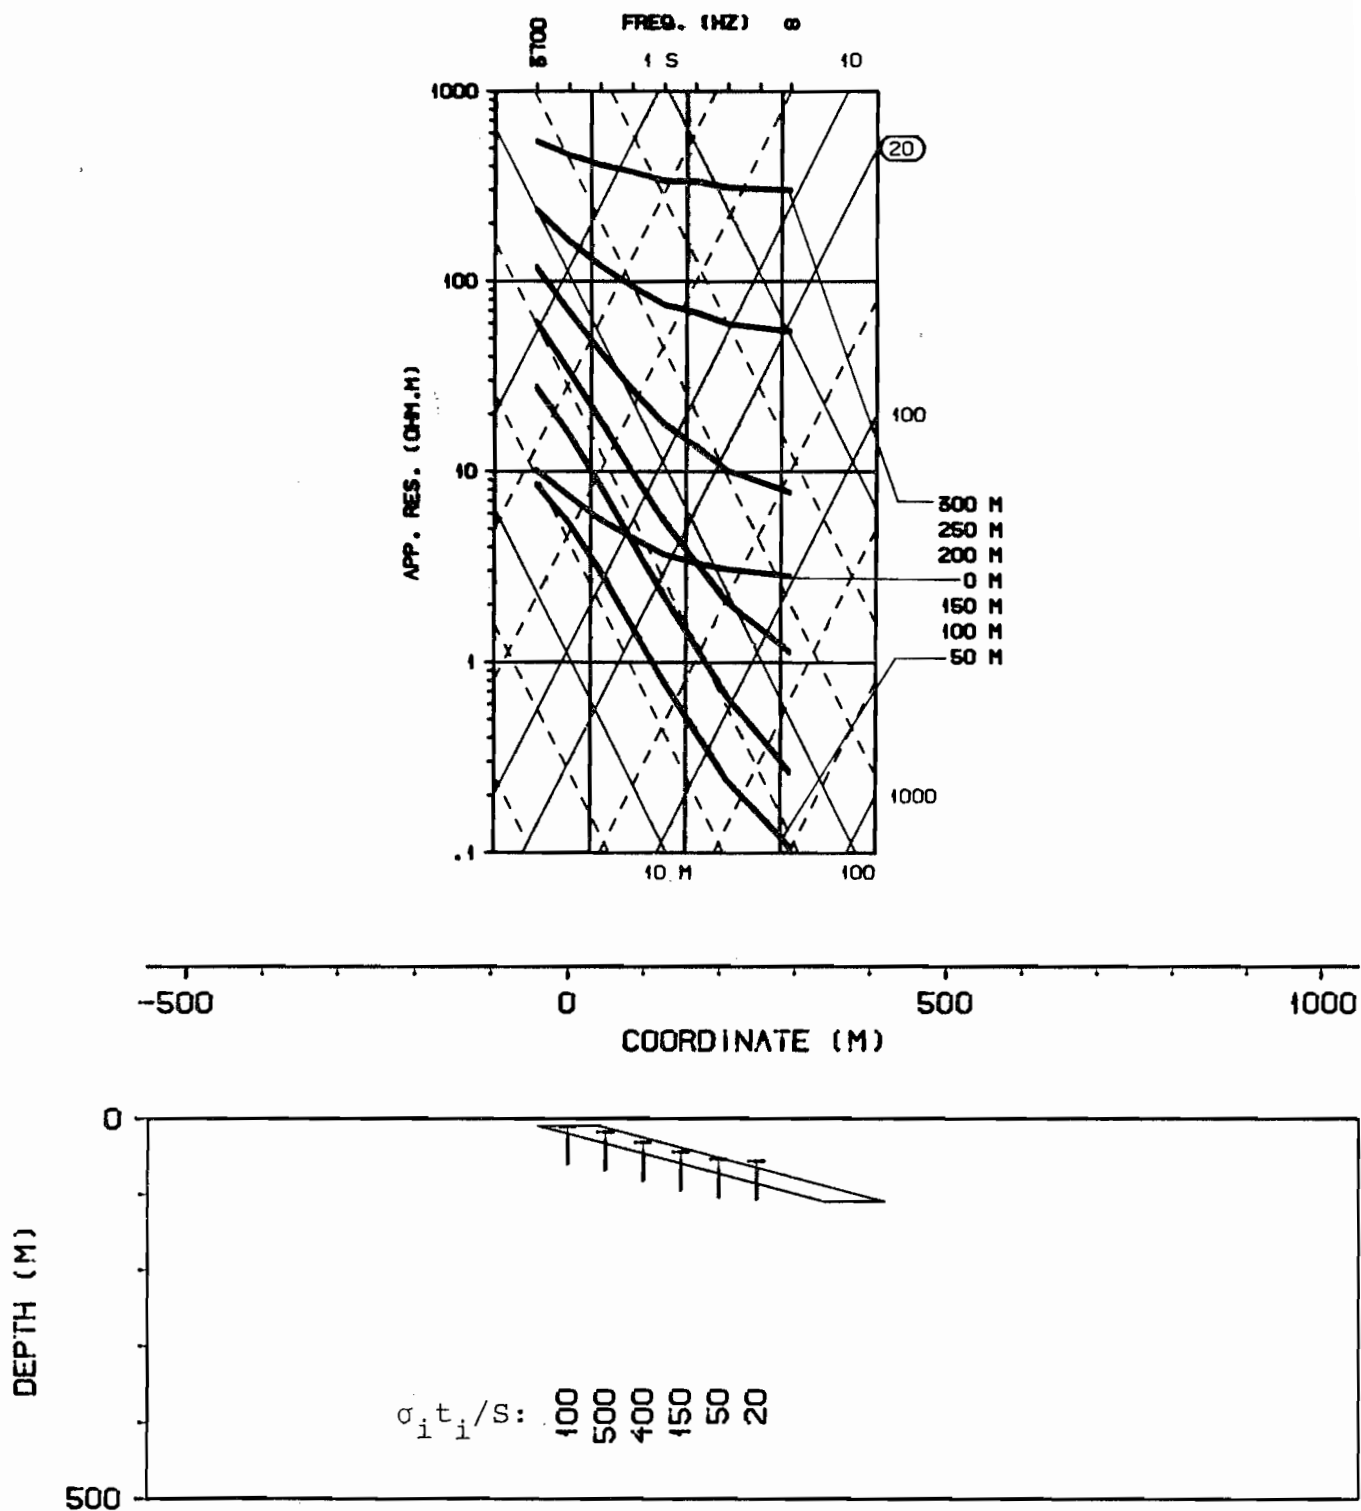 FREQ. (HZ) ∞
3700
1 S 10
1000
20
100
100
10
300 M
250 M
200 M
0 M
150 M
100 M
50 M
1
1000
.1
10 M 100
APP. RES. (OHM.M)
-500 0 500 1000
COORDINATE (M)
0
DEPTH (M)
σᵢtᵢ/S: 100 500 400 150 50 20
500